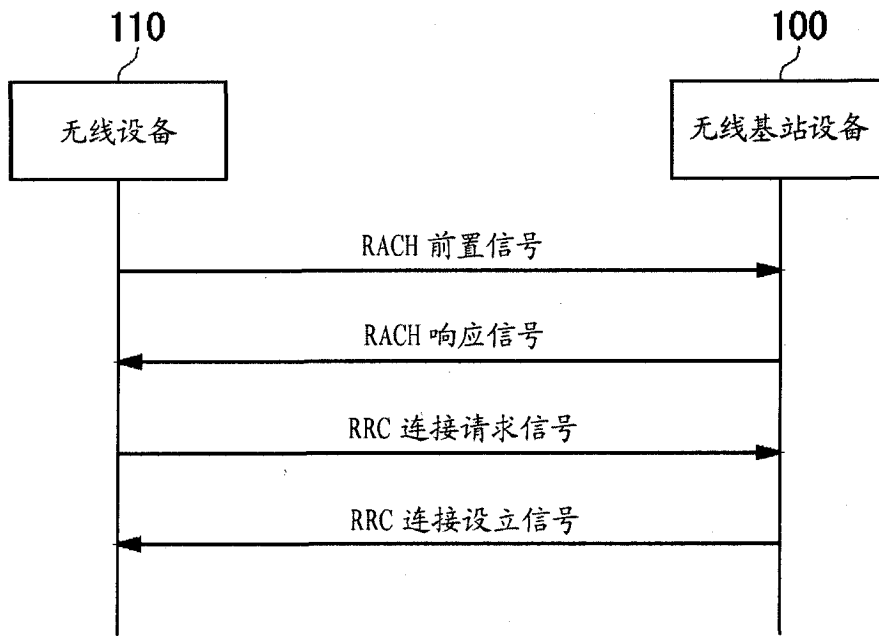 110
100
无线设备
无线基站设备
RACH 前置信号
RACH 响应信号
RRC 连接请求信号
RRC 连接设立信号